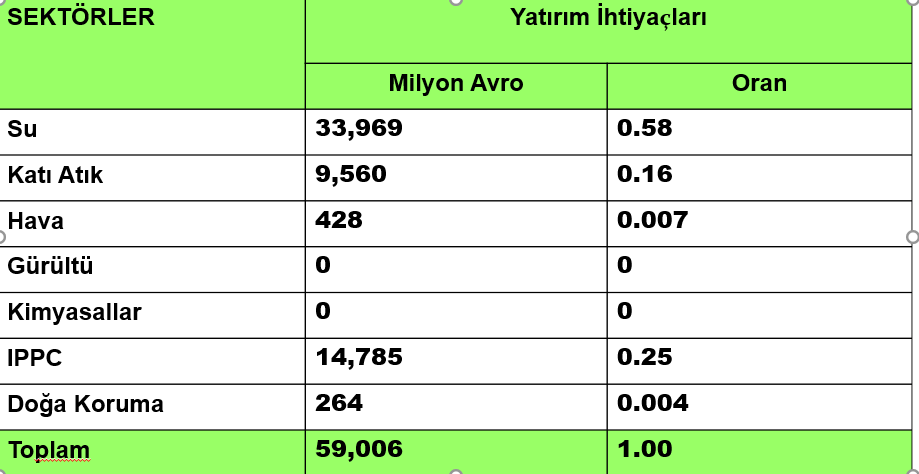 SEKTÖRLER Yatırım İhtiyaçları
Milyon Avro Oran
Su 33,969 0.58
Katı Atık 9,560 0.16
Hava 428 0.007
Gürültü 0 0
Kimyasallar 0 0
IPPC 14,785 0.25
Doğa Koruma 264 0.004
Toplam 59,006 1.00